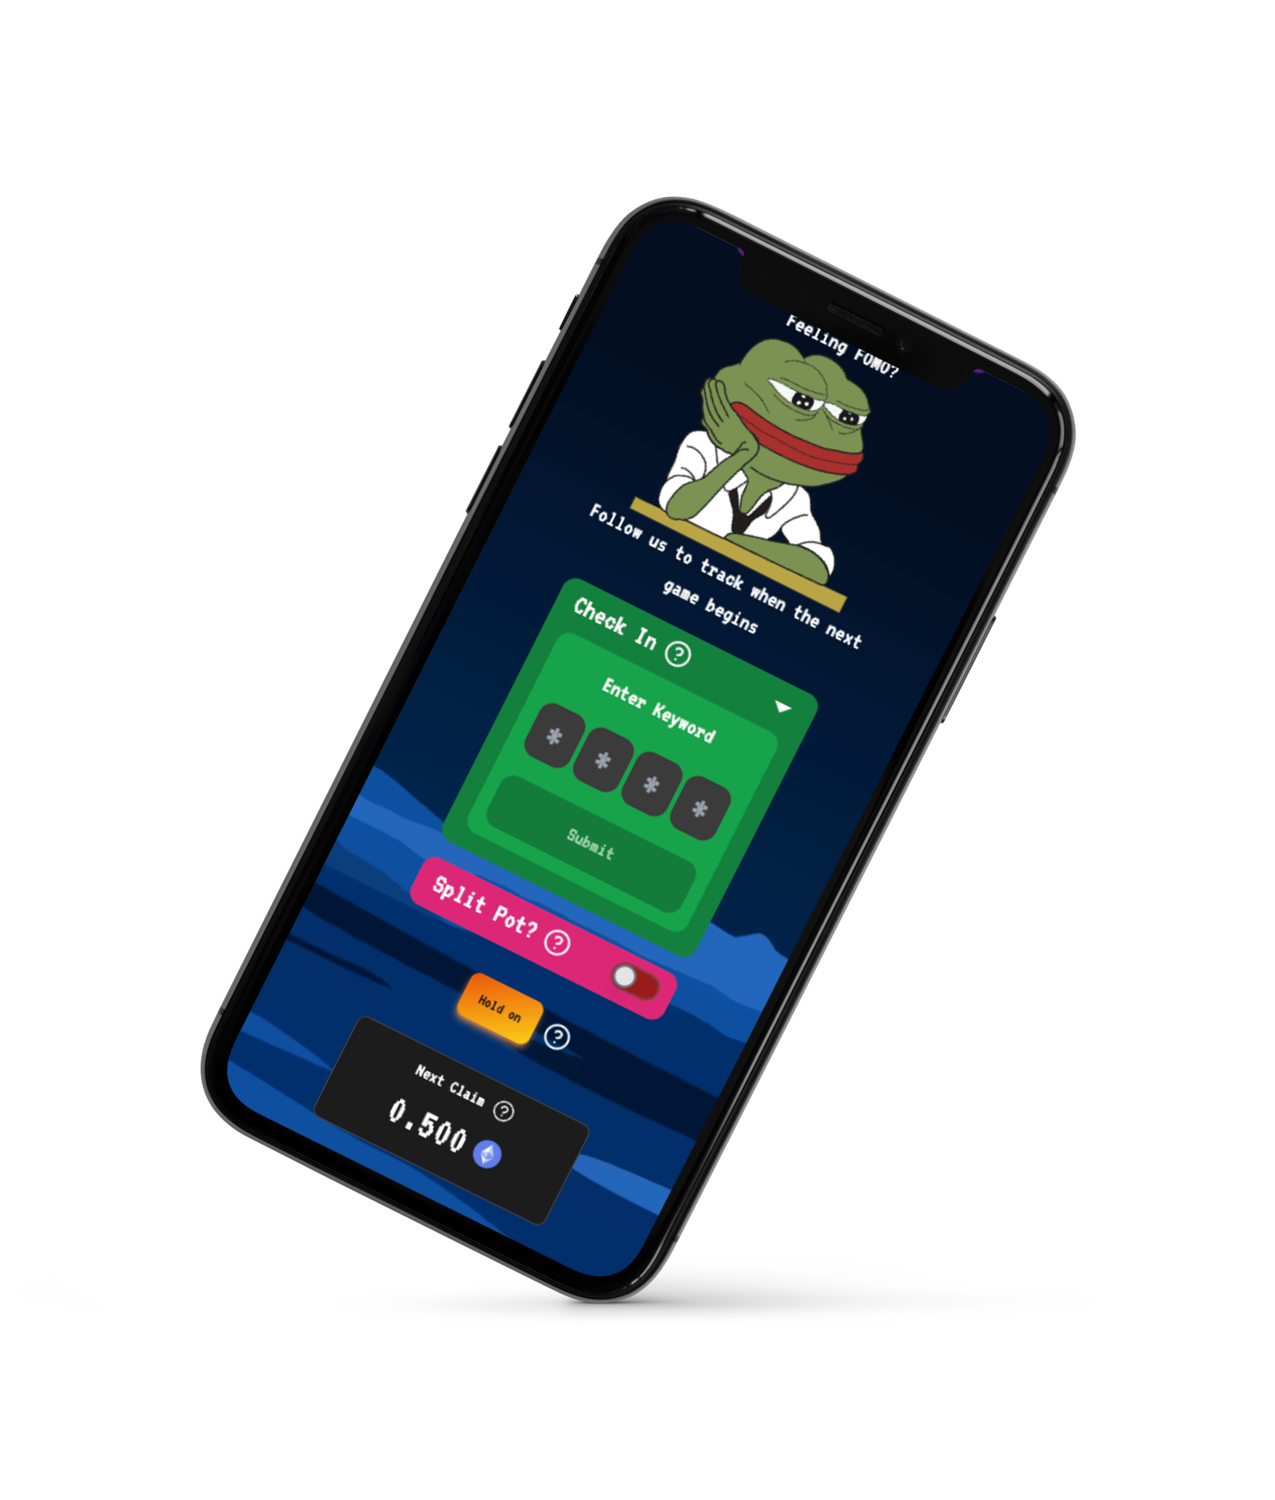 Feeling FOMO?
Follow us to track when the next
game begins
Check In ?
Enter Keyword
* * * *
Submit
Split Pot? ?
Hold on ?
Next Claim ?
0.500